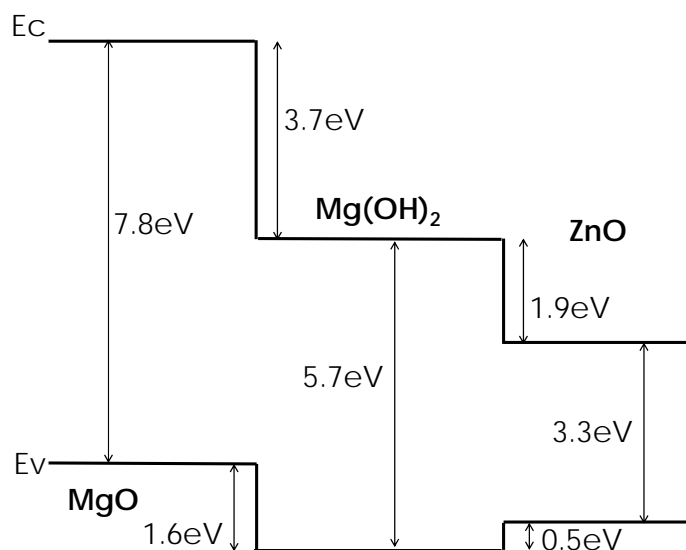 Ec
3.7eV
Mg(OH)₂
7.8eV
ZnO
1.9eV
5.7eV
3.3eV
Ev
MgO
1.6eV
0.5eV